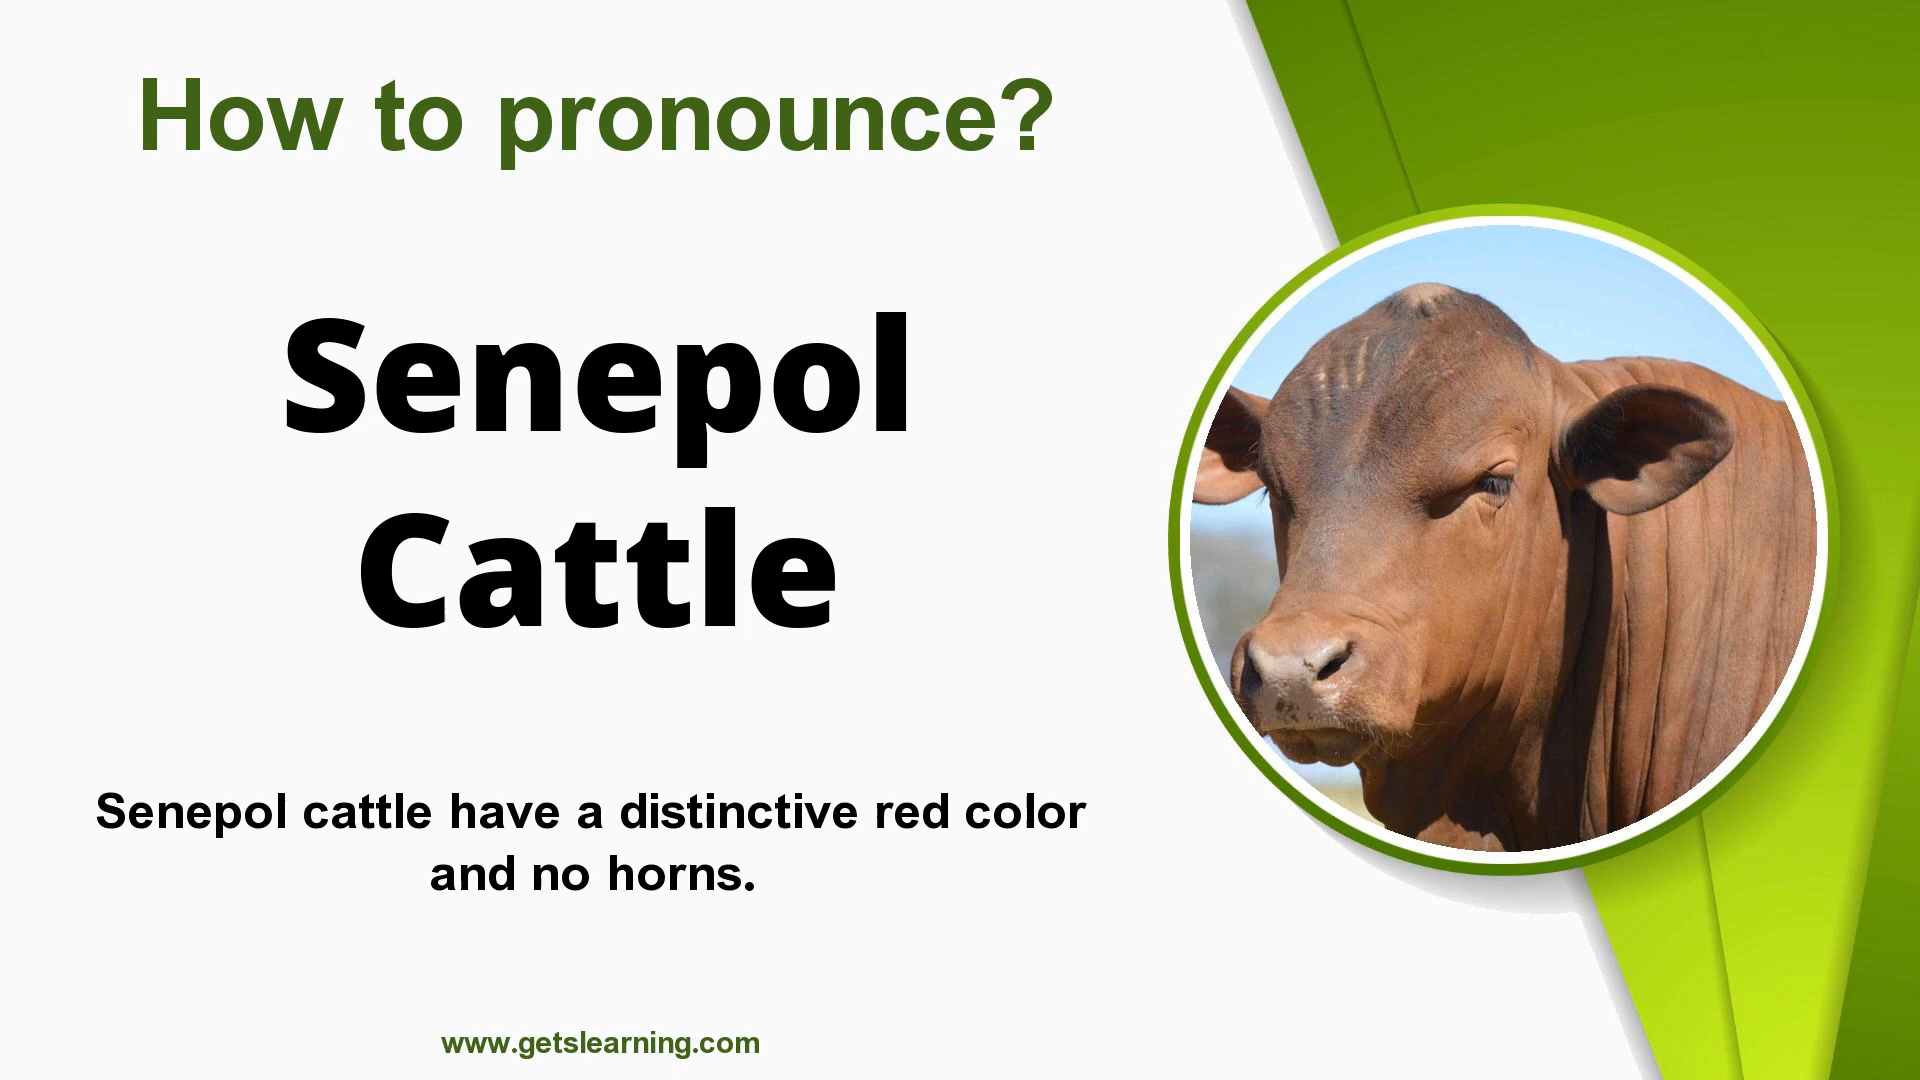 How to pronounce?
Senepol
Cattle
Senepol cattle have a distinctive red color
and no horns.
www.getslearning.com